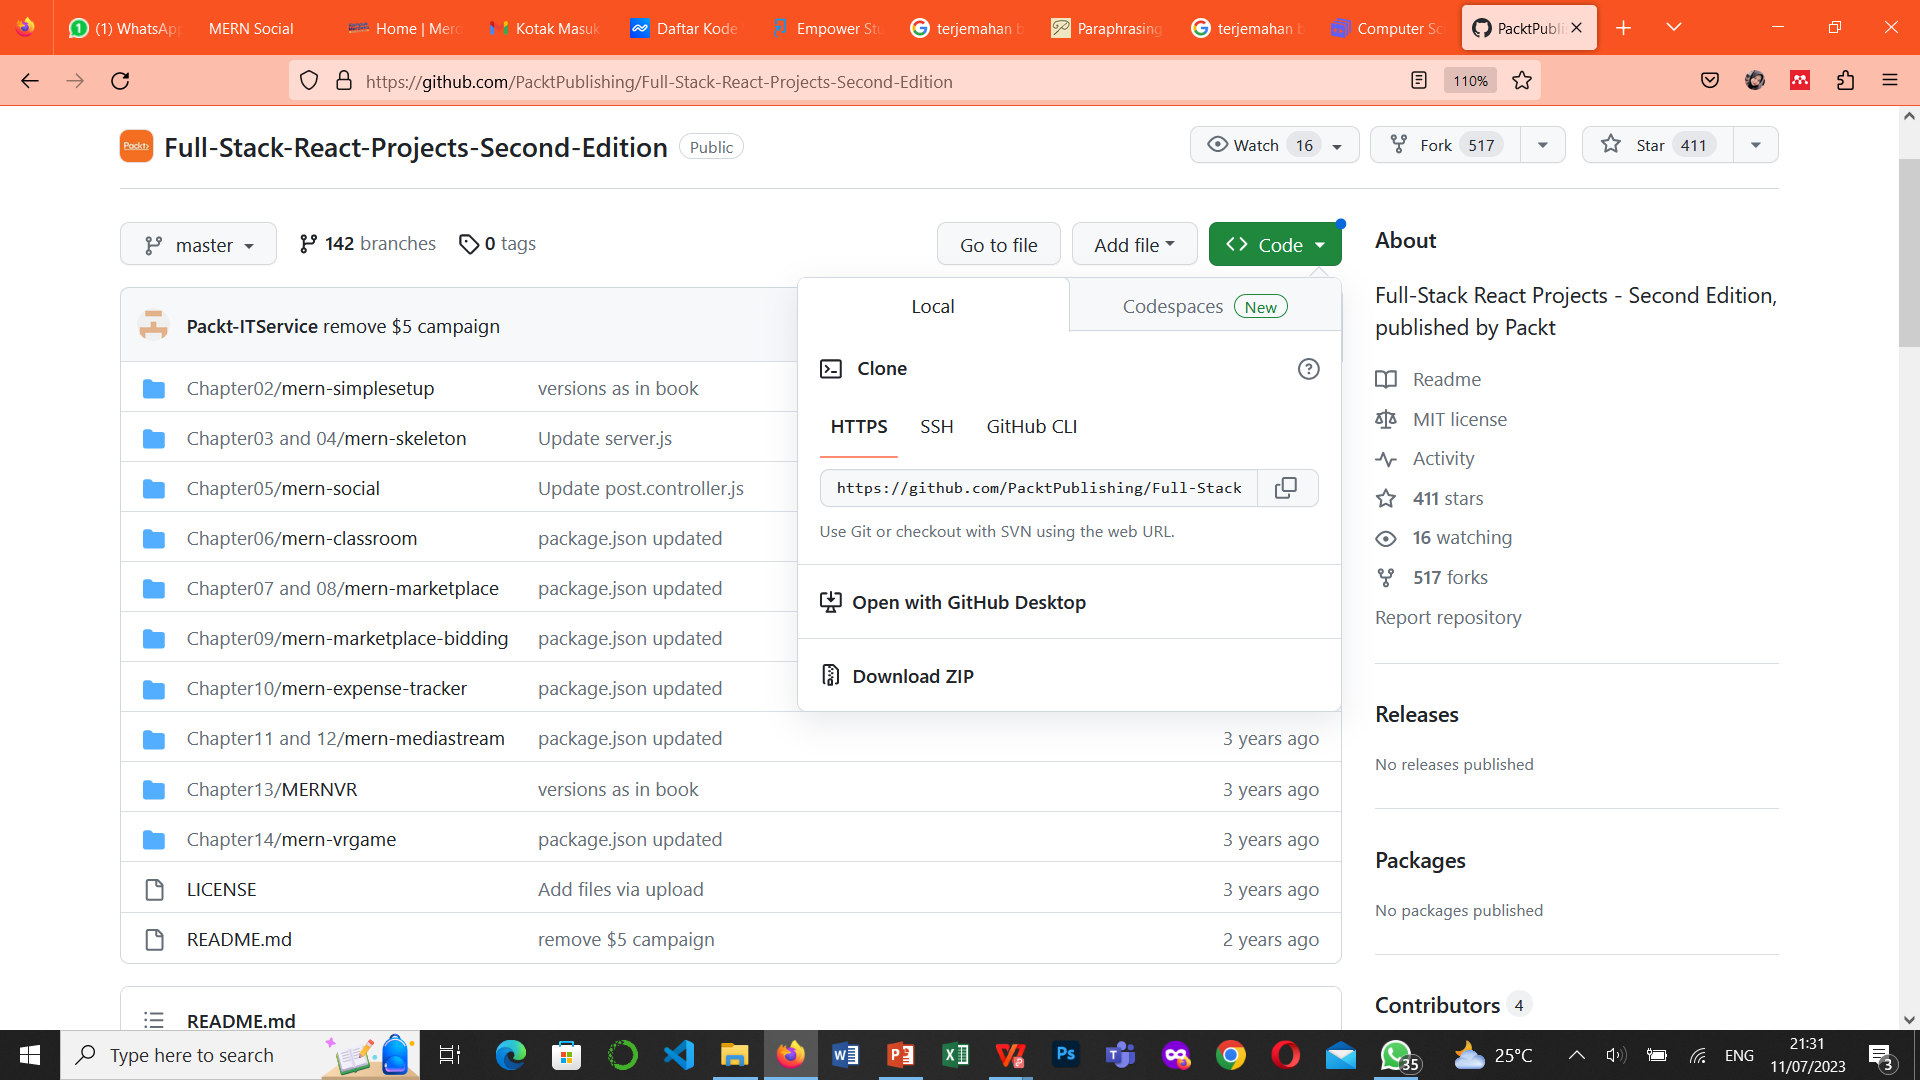 (1) WhatsApp
MERN Social
Home | Merc
Kotak Masuk
Daftar Kode
Empower Stu
terjemahan b
Paraphrasing
terjemahan b
Computer Sc
PacktPublis
https://github.com/PacktPublishing/Full-Stack-React-Projects-Second-Edition
110%
Packt>
Full-Stack-React-Projects-Second-Edition
Public
Watch 16
Fork 517
Star 411
master
142 branches
0 tags
Go to file
Add file
Code
Packt-ITService remove $5 campaign
Chapter02/mern-simplesetup versions as in book
Chapter03 and 04/mern-skeleton Update server.js
Chapter05/mern-social Update post.controller.js
Chapter06/mern-classroom package.json updated
Chapter07 and 08/mern-marketplace package.json updated
Chapter09/mern-marketplace-bidding package.json updated
Chapter10/mern-expense-tracker package.json updated
Chapter11 and 12/mern-mediastream package.json updated 3 years ago
Chapter13/MERNVR versions as in book 3 years ago
Chapter14/mern-vrgame package.json updated 3 years ago
LICENSE Add files via upload 3 years ago
README.md remove $5 campaign 2 years ago
README.md
Local
Codespaces New
Clone
HTTPS SSH GitHub CLI
https://github.com/PacktPublishing/Full-Stack
Use Git or checkout with SVN using the web URL.
Open with GitHub Desktop
Download ZIP
About
Full-Stack React Projects - Second Edition,
published by Packt
Readme
MIT license
Activity
411 stars
16 watching
517 forks
Report repository
Releases
No releases published
Packages
No packages published
Contributors 4
Type here to search
Ps
35
25°C
ENG
21:31
11/07/2023
3